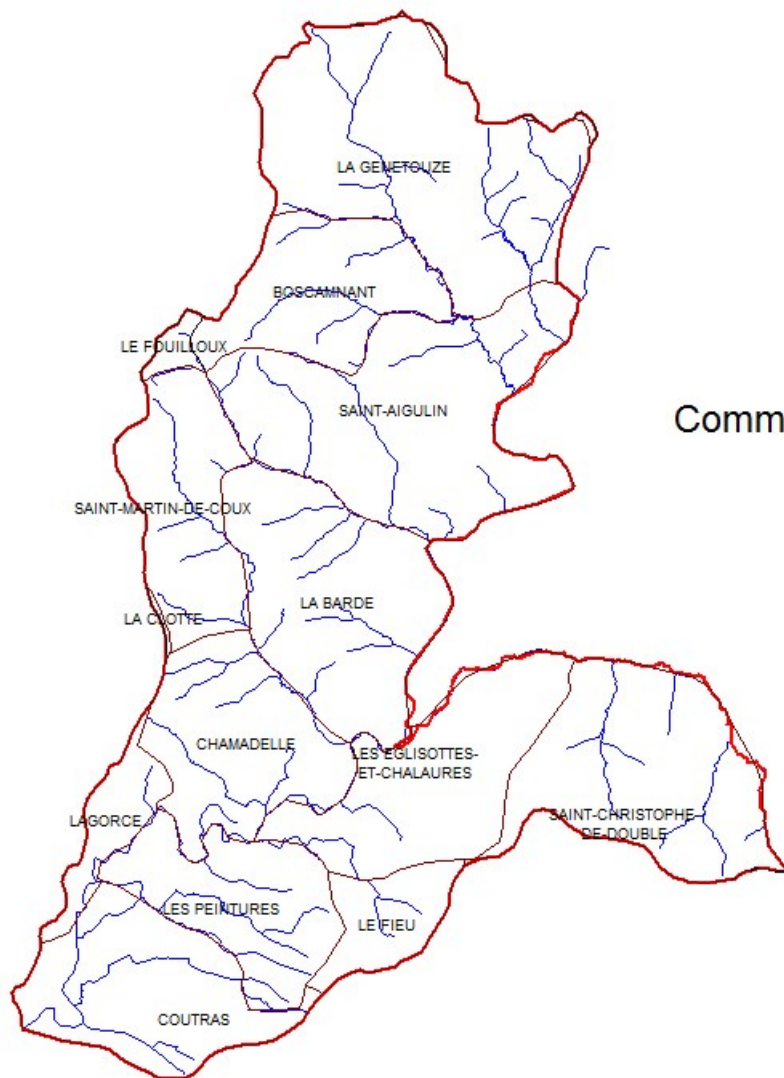 LA GENETOUZE
BOSCAMNANT
LE FOUILLOUX
SAINT-AIGULIN
Comm
SAINT-MARTIN-DE-COUX
LA BARDE
LA CLOTTE
CHAMADELLE
LES EGLISOTTES-
ET-CHALAURES
LAGORCE
SAINT-CHRISTOPHE-
DE-DOUBLE
LES PEINTURES
LE FIEU
COUTRAS